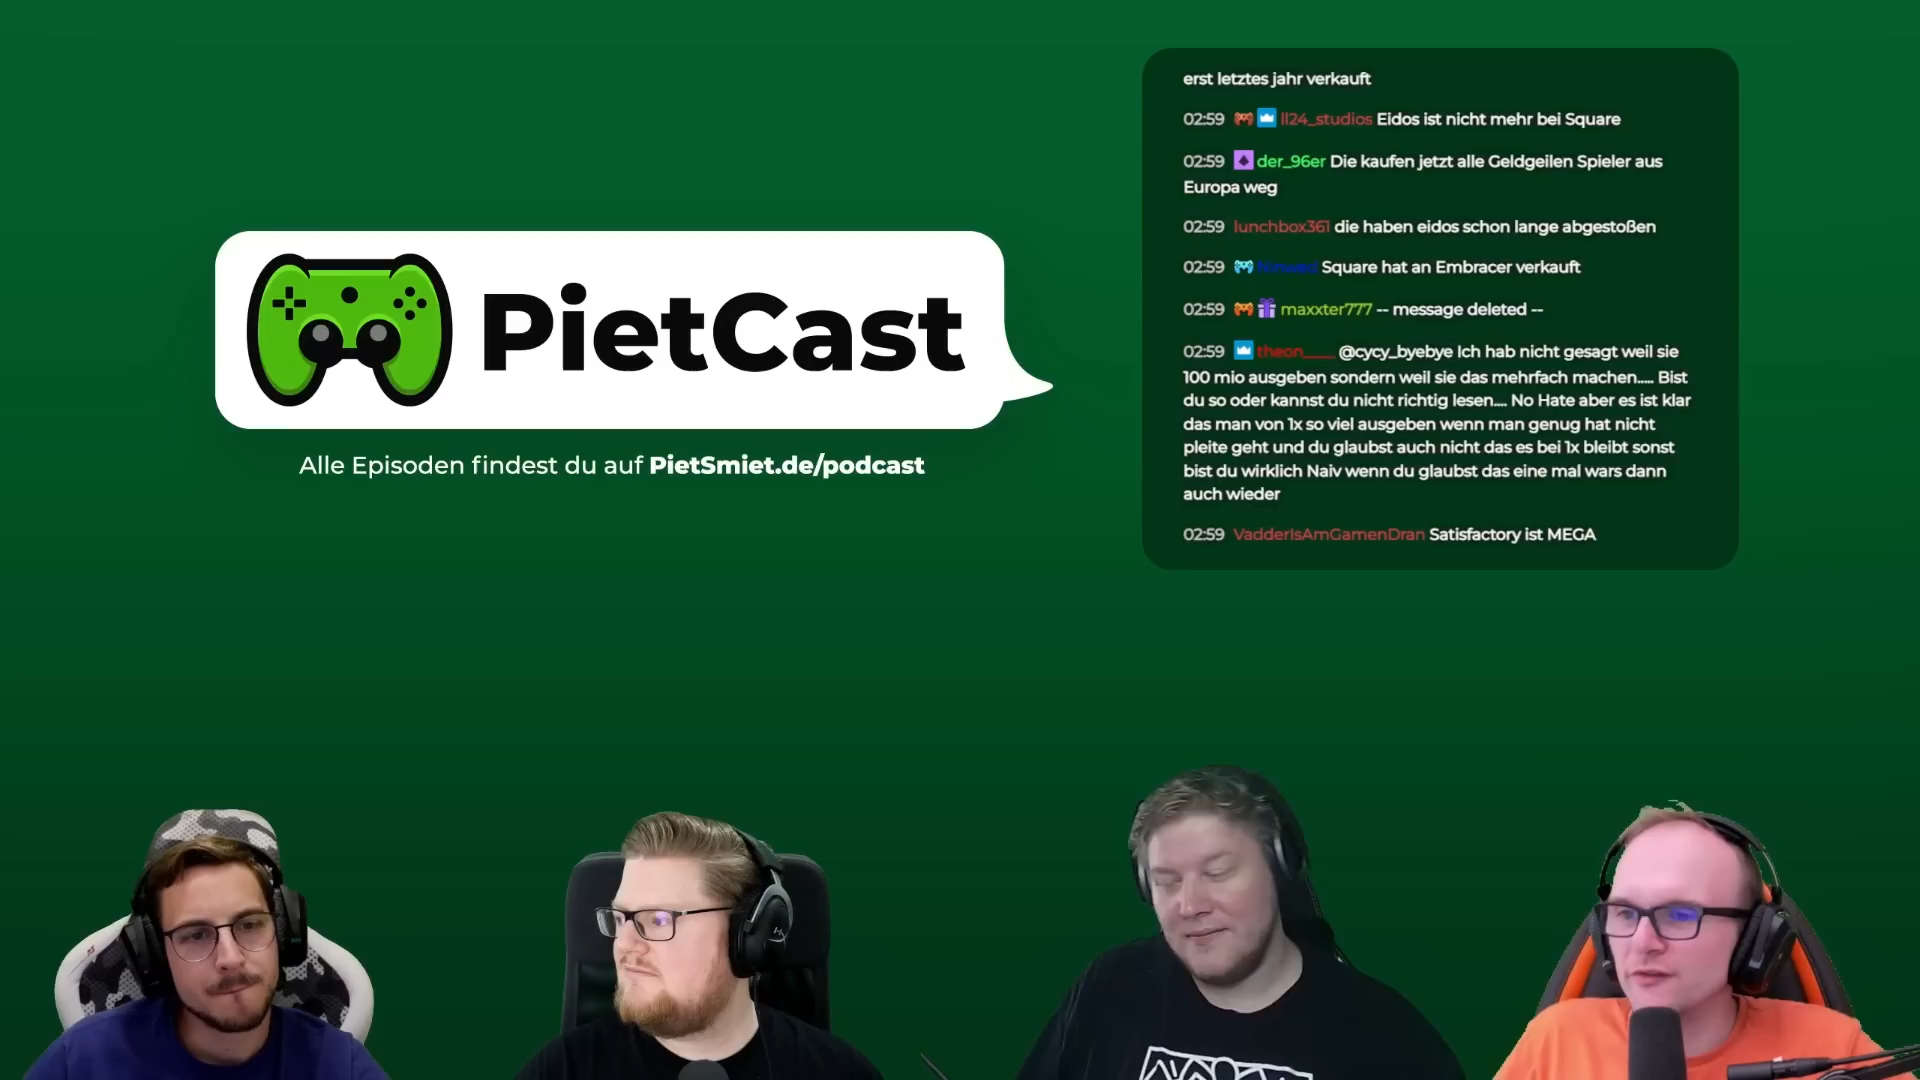 PietCast
Alle Episoden findest du auf PietSmiet.de/podcast
erst letztes jahr verkauft
02:59 ll24_studios Eidos ist nicht mehr bei Square
02:59 der_96er Die kaufen jetzt alle Geldgeilen Spieler aus
Europa weg
02:59 lunchbox361 die haben eidos schon lange abgestoßen
02:59 Square hat an Embracer verkauft
02:59 maxxter777 -- message deleted --
02:59 theon____ @cycy_byebye Ich hab nicht gesagt weil sie
100 mio ausgeben sondern weil sie das mehrfach machen..... Bist
du so oder kannst du nicht richtig lesen.... No Hate aber es ist klar
das man von 1x so viel ausgeben wenn man genug hat nicht
pleite geht und du glaubst auch nicht das es bei 1x bleibt sonst
bist du wirklich Naiv wenn du glaubst das eine mal wars dann
auch wieder
02:59 VadderIsAmGamenDran Satisfactory ist MEGA